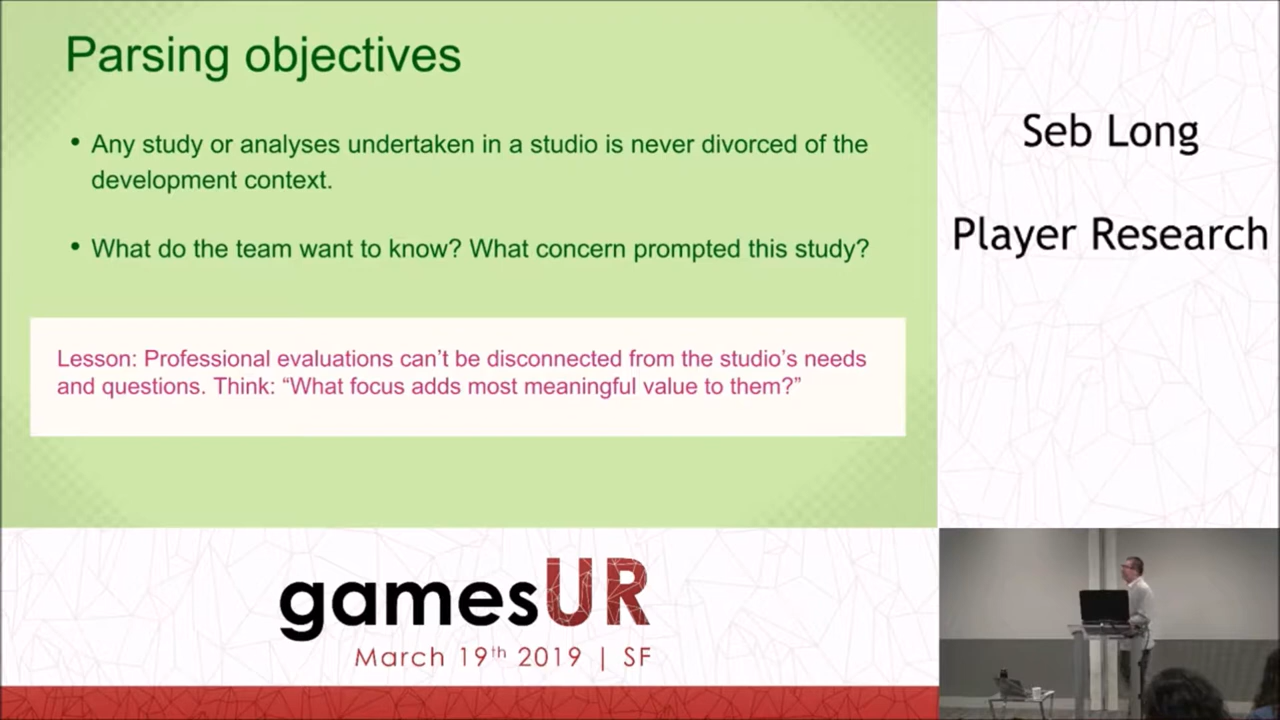 Parsing objectives
• Any study or analyses undertaken in a studio is never divorced of the
development context.
• What do the team want to know? What concern prompted this study?
Lesson: Professional evaluations can’t be disconnected from the studio’s needs
and questions. Think: “What focus adds most meaningful value to them?”
Seb Long
Player Research
gamesUR
March 19th 2019 | SF